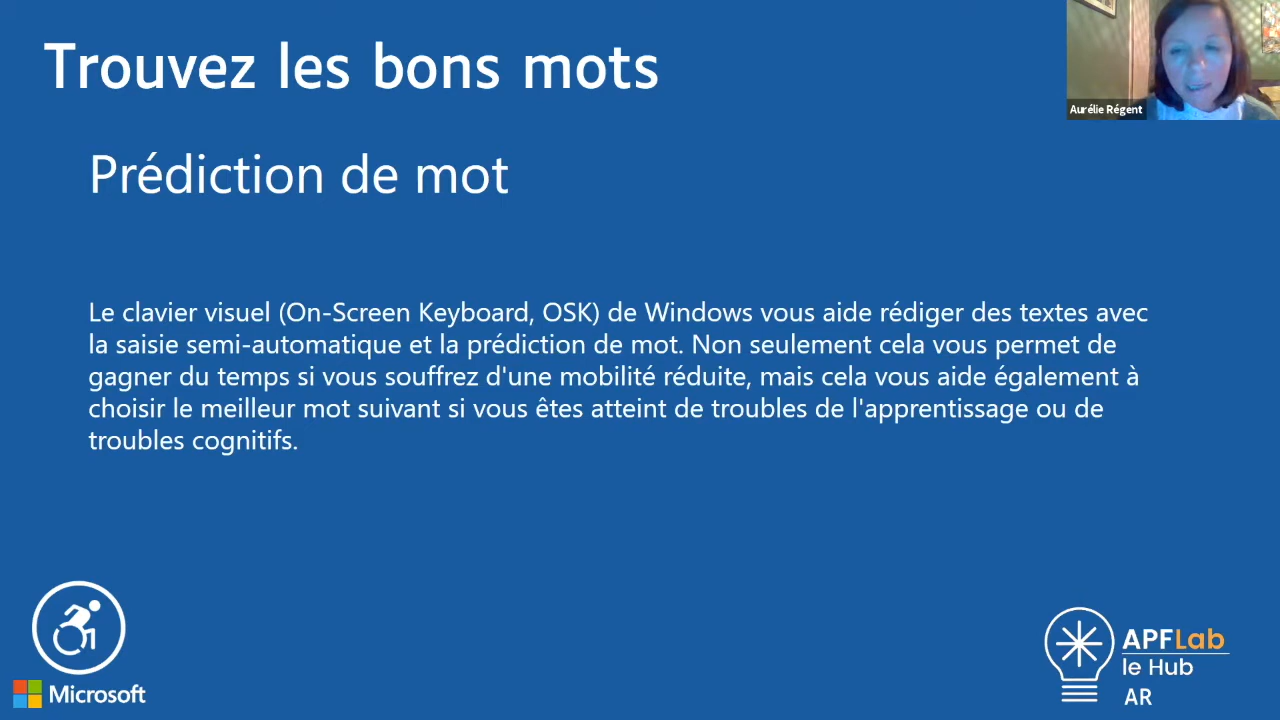 Trouvez les bons mots
Aurélie Régent
Prédiction de mot
Le clavier visuel (On-Screen Keyboard, OSK) de Windows vous aide rédiger des textes avec
la saisie semi-automatique et la prédiction de mot. Non seulement cela vous permet de
gagner du temps si vous souffrez d'une mobilité réduite, mais cela vous aide également à
choisir le meilleur mot suivant si vous êtes atteint de troubles de l'apprentissage ou de
troubles cognitifs.
Microsoft
APFLab
le Hub
AR